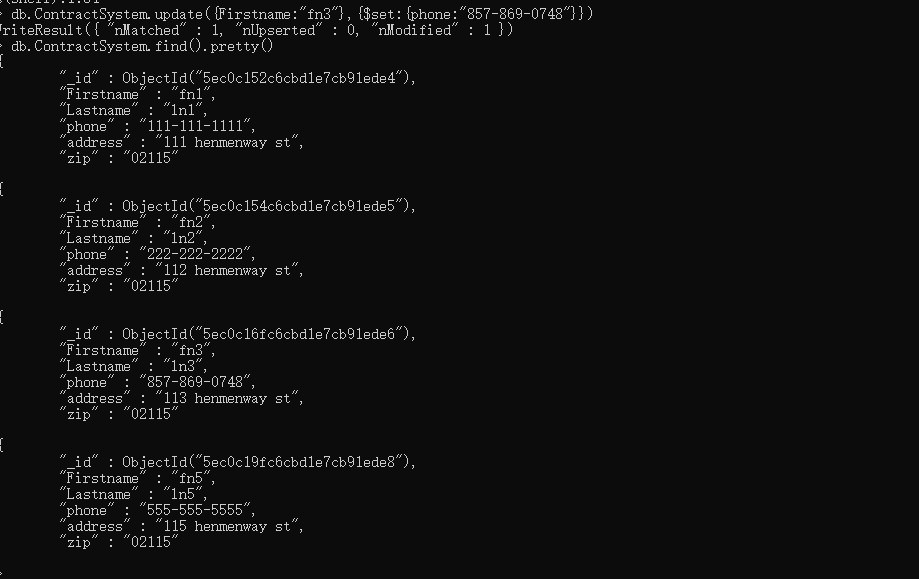 > db.ContractSystem.update({Firstname:"fn3"},{$set:{phone:"857-869-0748"}})
WriteResult({ "nMatched" : 1, "nUpserted" : 0, "nModified" : 1 })
> db.ContractSystem.find().pretty()
{
"_id" : ObjectId("5ec0c152c6cbd1e7cb91ede4"),
"Firstname" : "fn1",
"Lastname" : "ln1",
"phone" : "111-111-1111",
"address" : "111 henmenway st",
"zip" : "02115"
{
"_id" : ObjectId("5ec0c154c6cbd1e7cb91ede5"),
"Firstname" : "fn2",
"Lastname" : "ln2",
"phone" : "222-222-2222",
"address" : "112 henmenway st",
"zip" : "02115"
{
"_id" : ObjectId("5ec0c16fc6cbd1e7cb91ede6"),
"Firstname" : "fn3",
"Lastname" : "ln3",
"phone" : "857-869-0748",
"address" : "113 henmenway st",
"zip" : "02115"
{
"_id" : ObjectId("5ec0c19fc6cbd1e7cb91ede8"),
"Firstname" : "fn5",
"Lastname" : "ln5",
"phone" : "555-555-5555",
"address" : "115 henmenway st",
"zip" : "02115"